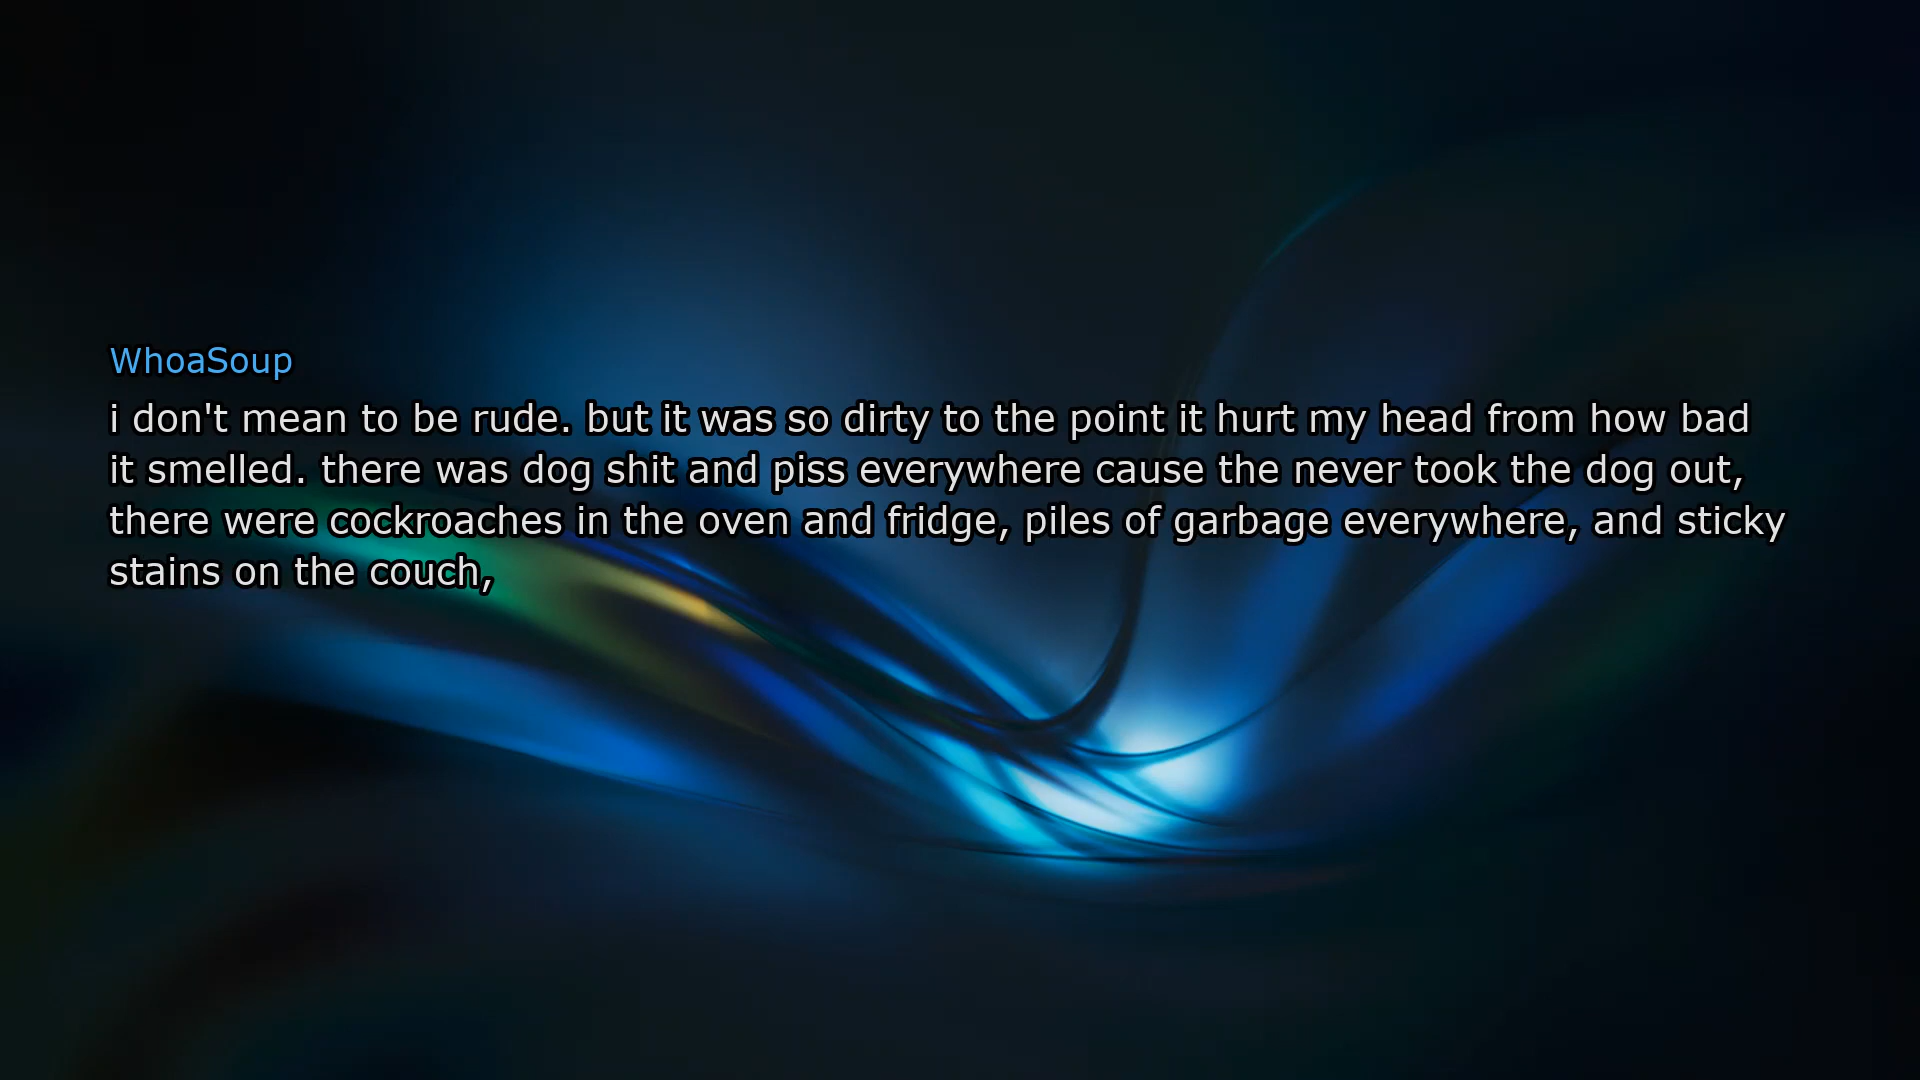 WhoaSoup
i don't mean to be rude. but it was so dirty to the point it hurt my head from how bad
it smelled. there was dog shit and piss everywhere cause the never took the dog out,
there were cockroaches in the oven and fridge, piles of garbage everywhere, and sticky
stains on the couch,